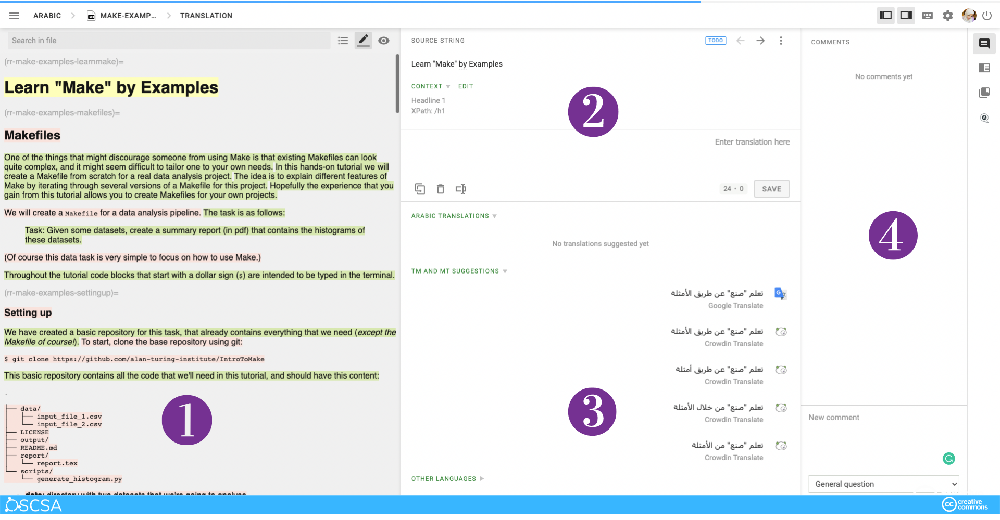 ARABIC
MAKE-EXAMP...
TRANSLATION
Search in file
(rr-make-examples-learnmake)=
Learn "Make" by Examples
(rr-make-examples-makefiles)=
Makefiles
One of the things that might discourage someone from using Make is that existing Makefiles can look
quite complex, and it might seem difficult to tailor one to your own needs. In this hands-on tutorial we will
create a Makefile from scratch for a real data analysis project. The idea is to explain different features of
Make by iterating through several versions of a Makefile for this project. Hopefully the experience that you
gain from this tutorial allows you to create Makefiles for your own projects.
We will create a Makefile for a data analysis pipeline. The task is as follows:
Task: Given some datasets, create a summary report (in pdf) that contains the histograms of
these datasets.
(Of course this data task is very simple to focus on how to use Make.)
Throughout the tutorial code blocks that start with a dollar sign ($) are intended to be typed in the terminal.
(rr-make-examples-settingup)=
Setting up
We have created a basic repository for this task, that already contains everything that we need (except the
Makefile of course!). To start, clone the base repository using git:
$ git clone https://github.com/alan-turing-institute/IntroToMake
This basic repository contains all the code that we'll need in this tutorial, and should have this content:
.
├── data/
│   ├── input_file_1.csv
│   └── input_file_2.csv
├── LICENSE
├── output/
├── README.md
├── report/
│   └── report.tex
└── scripts/
    └── generate_histogram.py
• data: directory with two datasets that we're going to analyse
1
SOURCE STRING
TODO
Learn "Make" by Examples
CONTEXT EDIT
Headline 1
XPath: /h1
2
Enter translation here
24 • 0
SAVE
ARABIC TRANSLATIONS
No translations suggested yet
TM AND MT SUGGESTIONS
تعلم "صنع" عن طريق الأمثلة
Google Translate
تعلم "صنع" عن طريق الأمثلة
Crowdin Translate
تعلم "صنع" عن طريق أمثلة
Crowdin Translate
تعلم "صنع" من خلال الأمثلة
Crowdin Translate
تعلم "صنع" من الأمثلة
Crowdin Translate
3
OTHER LANGUAGES
COMMENTS
No comments yet
4
New comment
General question
OSCSA
cc creative
commons